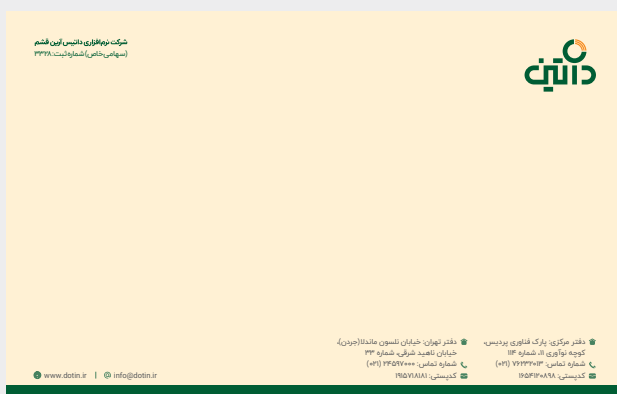 داتین
شرکت نرم‌افزاری داتیس آرین قشم
(سهامی‌خاص) شماره ثبت: ۳۳۲۸
دفتر مرکزی: پارک فناوری پردیس،
کوچه نوآوری ۱۱، شماره ۱۱۴
شماره تماس: ۷۶۲۳۲۰۱۳ (۰۲۱)
کدپستی: ۱۶۵۴۱۲۰۸۹۸
دفتر تهران: خیابان نلسون ماندلا(جردن)،
خیابان ناهید شرقی، شماره ۳۳
شماره تماس: ۲۴۵۹۷۰۰۰ (۰۲۱)
کدپستی: ۱۹۱۵۷۱۸۱۸۱
www.dotin.ir | info@dotin.ir